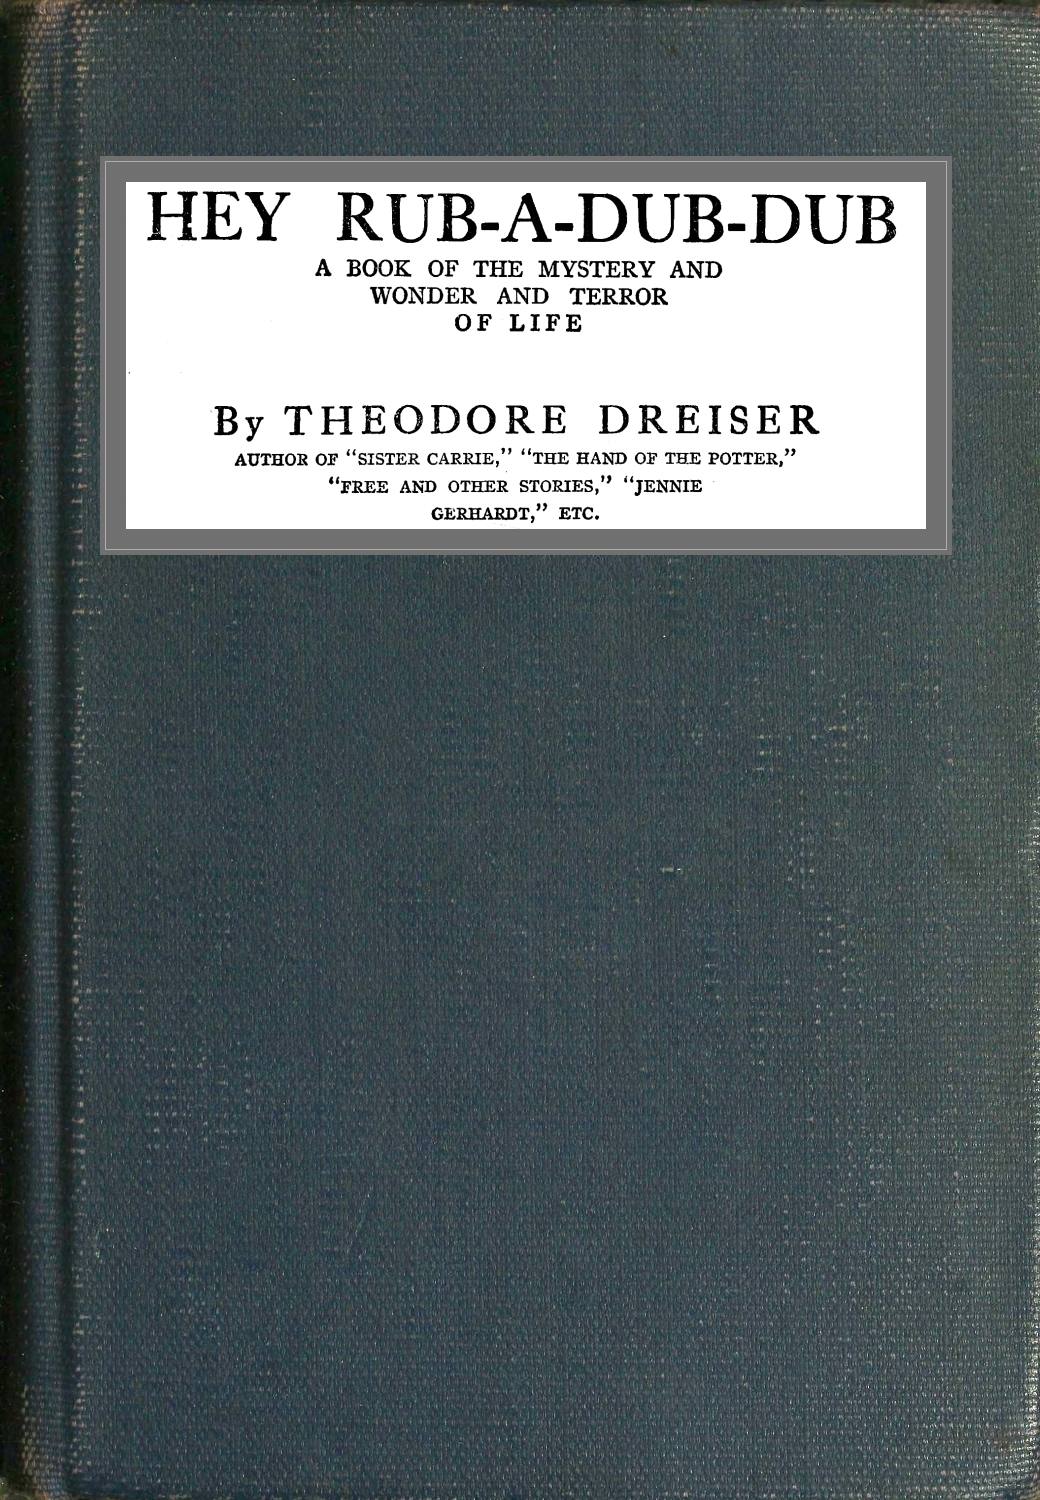 HEY RUB-A-DUB-DUB
A BOOK OF THE MYSTERY AND
WONDER AND TERROR
OF LIFE
By THEODORE DREISER
AUTHOR OF “SISTER CARRIE,” “THE HAND OF THE POTTER,”
“FREE AND OTHER STORIES,” “JENNIE
GERHARDT,” ETC.